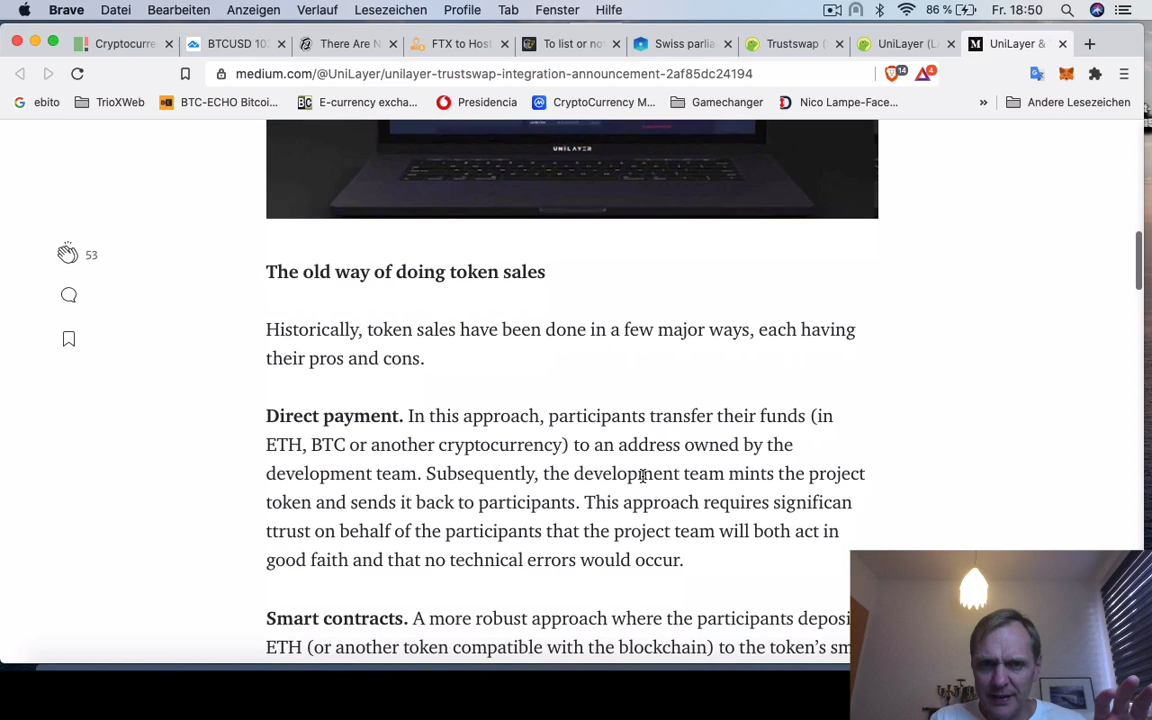 Brave Datei Bearbeiten Anzeigen Verlauf Lesezeichen Profile Tab Fenster Hilfe 86 % Fr. 18:50
Cryptocurre BTCUSD 10 There Are N FTX to Host To list or no Swiss parlia Trustswap ( UniLayer (L UniLayer &
medium.com/@UniLayer/unilayer-trustswap-integration-announcement-2af85dc24194 14 4
ebito TrioXWeb BTC-ECHO Bitcoi... E-currency excha... Presidencia CryptoCurrency M... Gamechanger Nico Lampe-Face... » Andere Lesezeichen
UNILAYER
53
The old way of doing token sales
Historically, token sales have been done in a few major ways, each having
their pros and cons.
Direct payment. In this approach, participants transfer their funds (in
ETH, BTC or another cryptocurrency) to an address owned by the
development team. Subsequently, the development team mints the project
token and sends it back to participants. This approach requires significan
ttrust on behalf of the participants that the project team will both act in
good faith and that no technical errors would occur.
Smart contracts. A more robust approach where the participants deposi
ETH (or another token compatible with the blockchain) to the token's sm